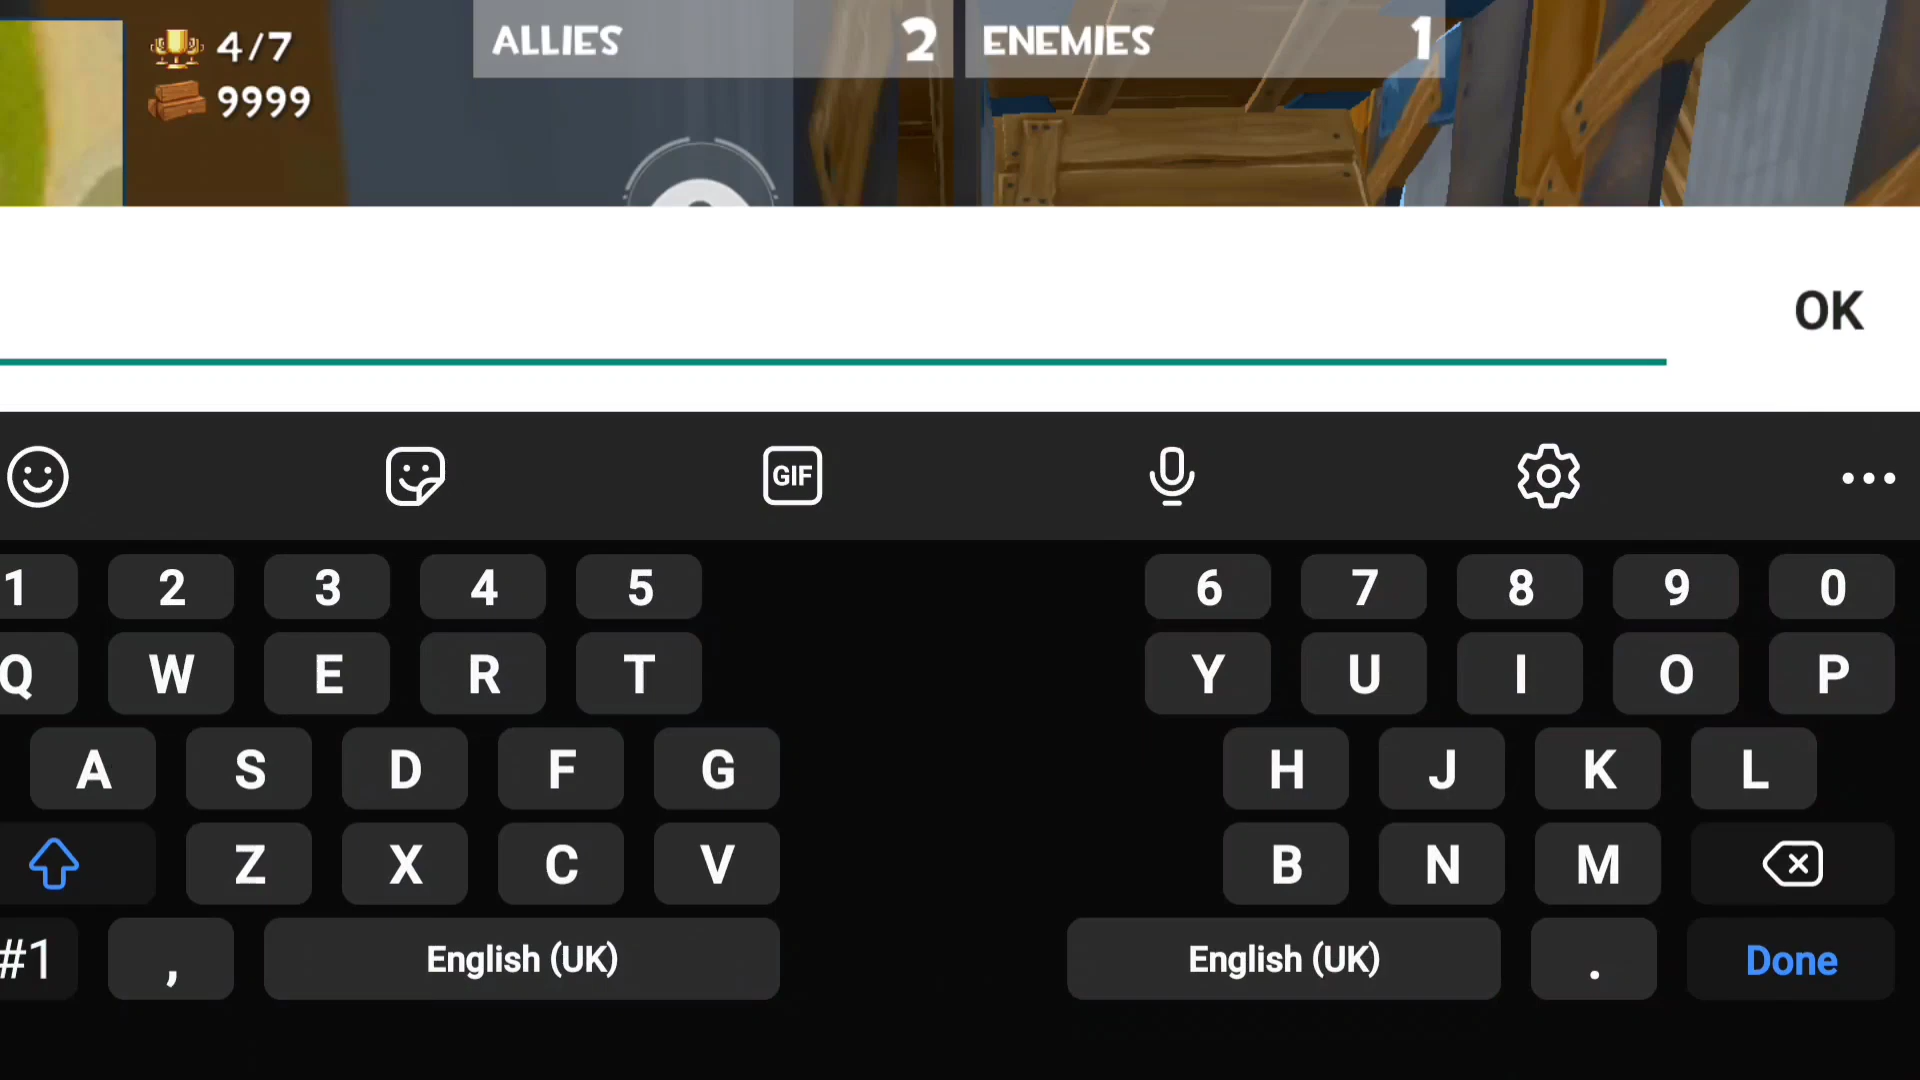 4/7
9999
ALLIES 2 ENEMIES 1
OK
GIF
1 2 3 4 5 6 7 8 9 0
Q W E R T Y U I O P
A S D F G H J K L
Z X C V B N M
#1 , English (UK) English (UK) . Done